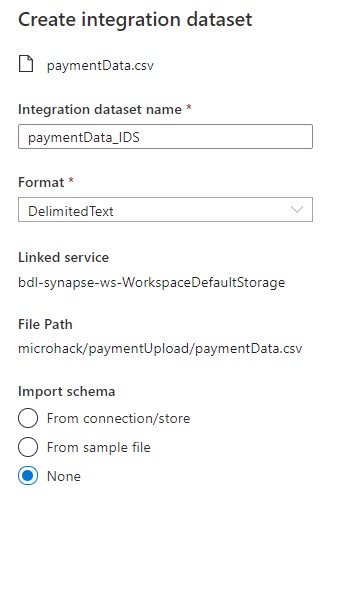 Create integration dataset
paymentData.csv
Integration dataset name *
paymentData_IDS
Format *
DelimitedText
Linked service
bdl-synapse-ws-WorkspaceDefaultStorage
File Path
microhack/paymentUpload/paymentData.csv
Import schema
From connection/store
From sample file
None